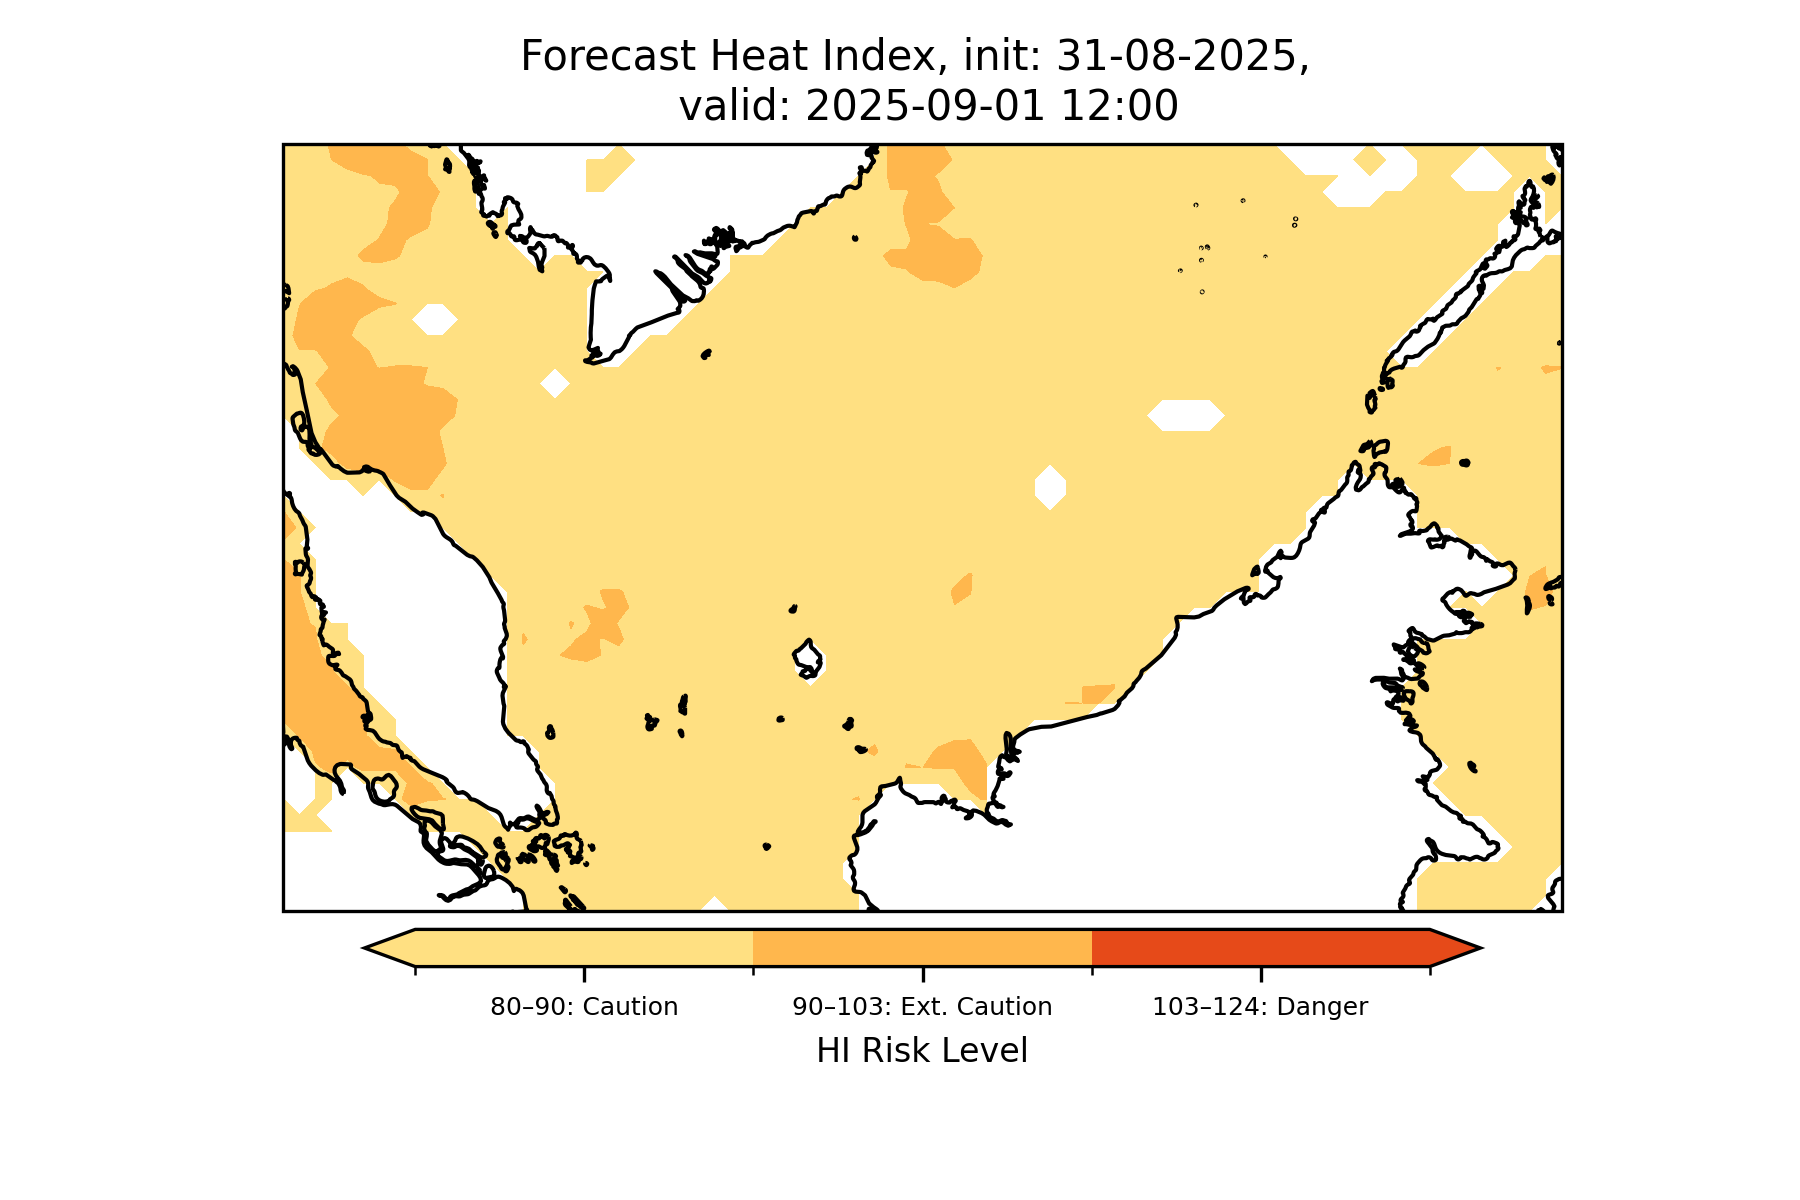 Forecast Heat Index, init: 31-08-2025,
valid: 2025-09-01 12:00
80–90: Caution
90–103: Ext. Caution
103–124: Danger
HI Risk Level